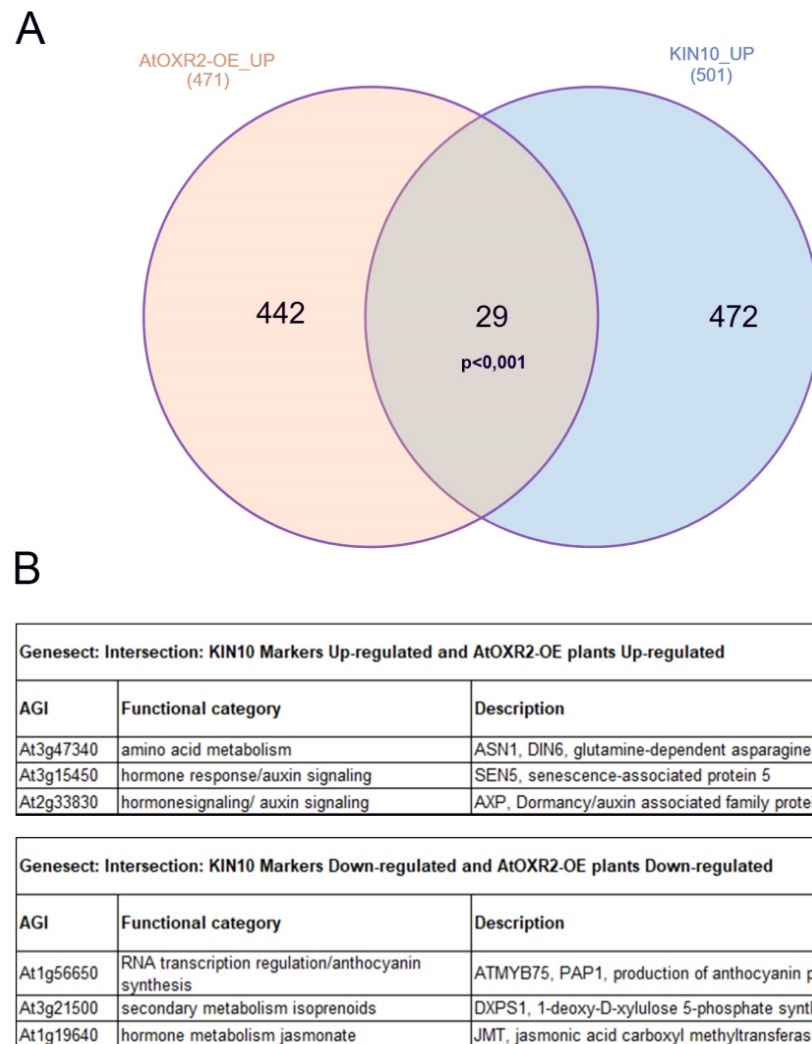 A
AtOXR2-OE_UP
(471)
KIN10_UP
(501)
442
29
472
p<0,001
B
Genesect: Intersection: KIN10 Markers Up-regulated and AtOXR2-OE plants Up-regulated
AGI Functional category Description
At3g47340 amino acid metabolism ASN1, DIN6, glutamine-dependent asparagine
At3g15450 hormone response/auxin signaling SEN5, senescence-associated protein 5
At2g33830 hormonesignaling/ auxin signaling AXP, Dormancy/auxin associated family
Genesect: Intersection: KIN10 Markers Down-regulated and AtOXR2-OE plants Down-regulated
AGI Functional category Description
At1g56650 RNA transcription regulation/anthocyanin
synthesis ATMYB75, PAP1, production of anthocyanin
At3g21500 secondary metabolism isoprenoids DXPS1, 1-deoxy-D-xylulose 5-phosphate
At1g19640 hormone metabolism jasmonate JMT, jasmonic acid carboxyl